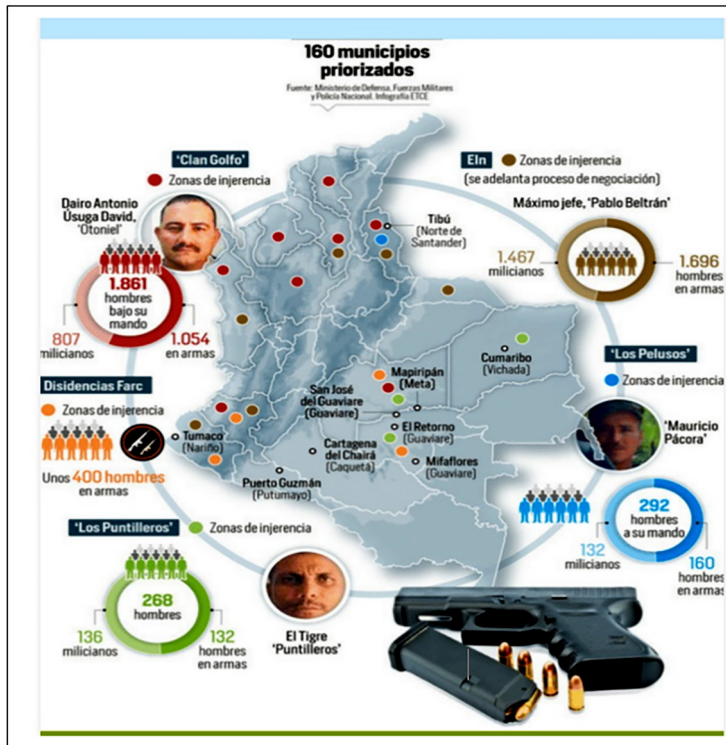 160 municipios
priorizados
Fuente: Ministerio de Defensa, Fuerzas Militares
y Policía Nacional. Infografía ETCE
'Clan Golfo'
Zonas de injerencia
Dairo Antonio
Úsuga David,
'Otoniel'
1.861
hombres
bajo su
mando
807
milicianos
1.054
en armas
Eln
Zonas de injerencia
(se adelanta proceso de negociación)
Máximo jefe, 'Pablo Beltrán'
1.467
milicianos
1.696
hombres
en armas
Tibú
(Norte de
Santander)
Cumaribo
(Vichada)
Mapiripán
(Meta)
San José
del Guaviare
(Guaviare)
El Retorno
(Guaviare)
Cartagena
del Chairá
(Caquetá)
Mifaflores
(Guaviare)
Puerto Guzmán
(Putumayo)
Tumaco
(Nariño)
Disidencias Farc
Zonas de injerencia
Unos 400 hombres
en armas
'Los Pelusos'
Zonas de injerencia
'Mauricio
Pácora'
292
hombres
a su mando
132
milicianos
160
hombres
en armas
'Los Puntilleros'
Zonas de injerencia
268
hombres
136
milicianos
132
hombres
en armas
El Tigre
'Puntilleros'